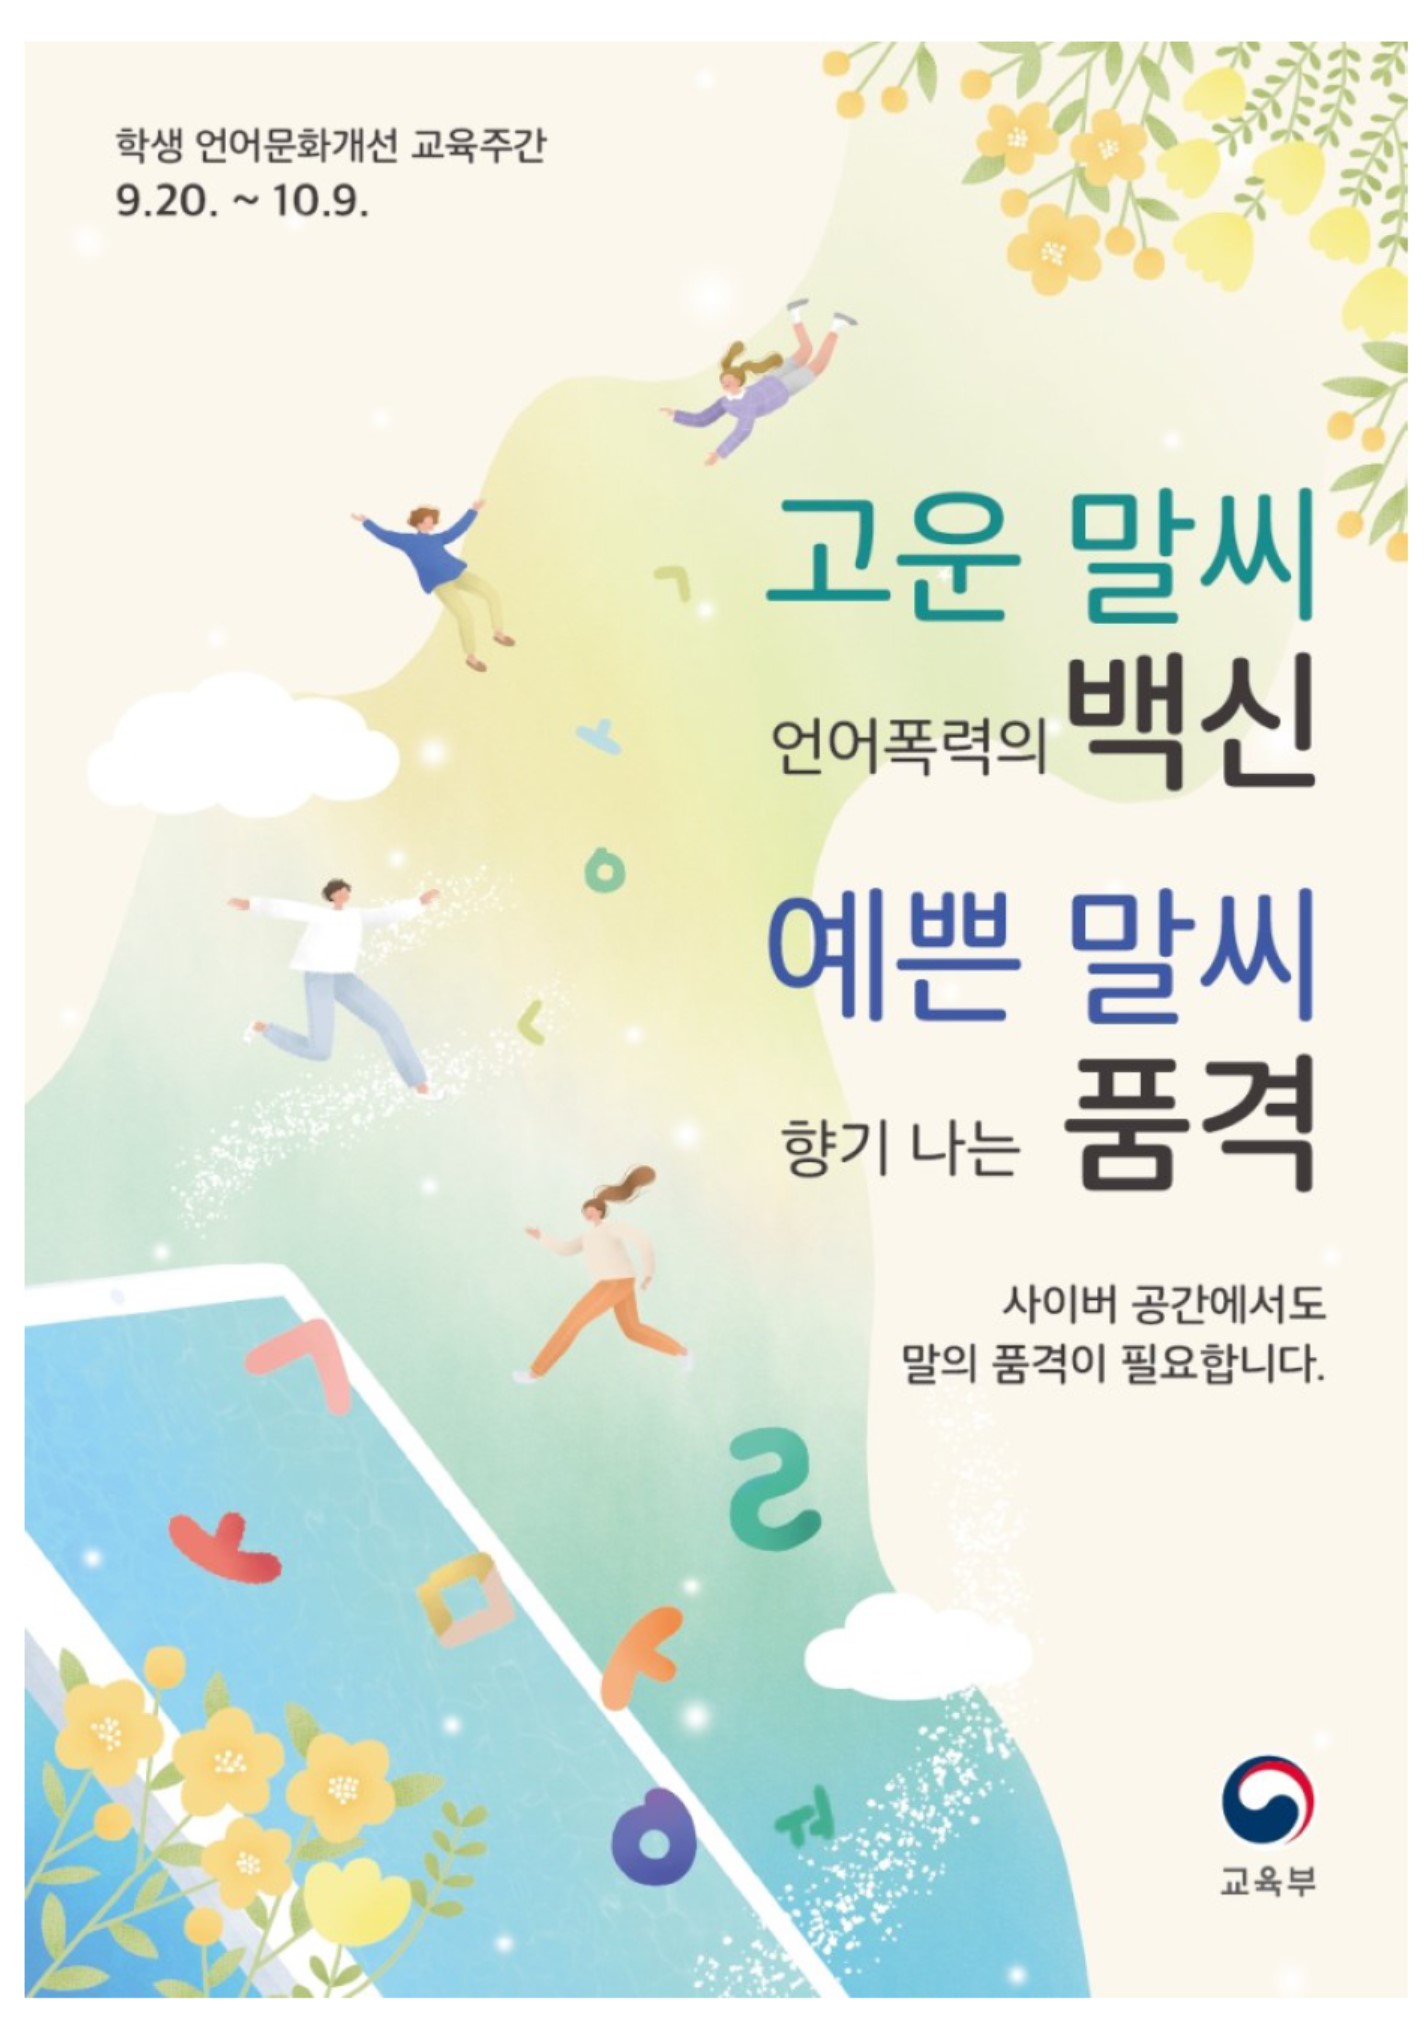 학생 언어문화개선 교육주간
9.20. ~ 10.9.
고운 말씨
언어폭력의 백신
예쁜 말씨
향기 나는 품격
사이버 공간에서도
말의 품격이 필요합니다.
교육부